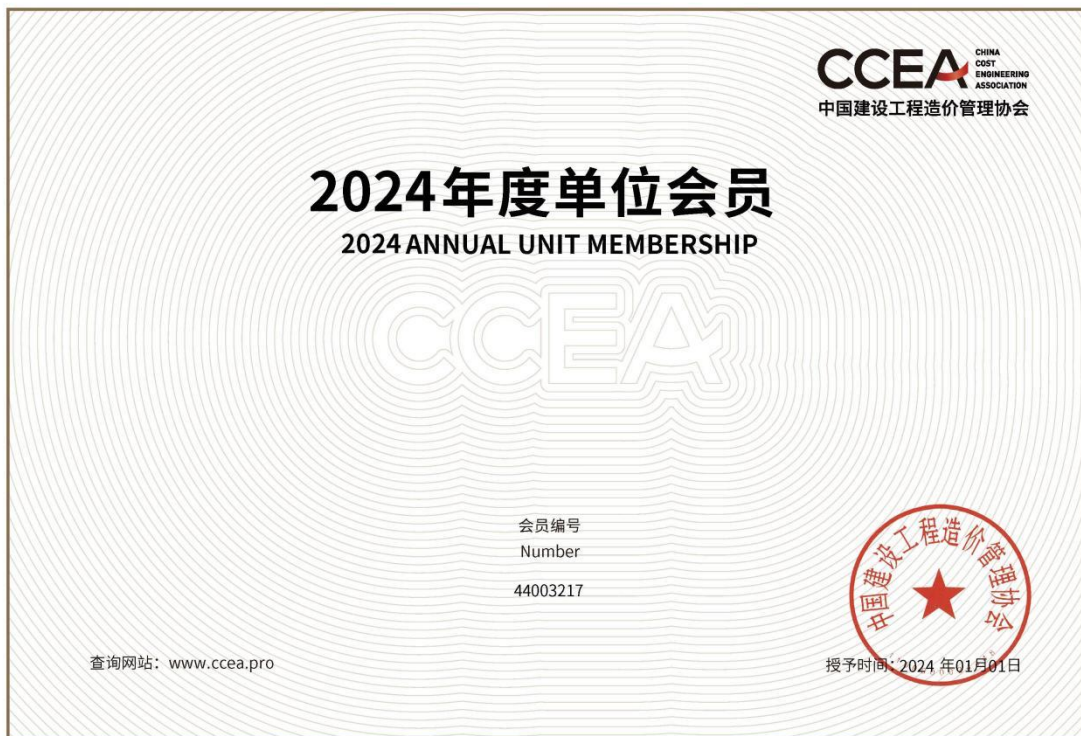 CCEA
CHINA
COST
ENGINEERING
ASSOCIATION
中国建设工程造价管理协会
2024年度单位会员
2024 ANNUAL UNIT MEMBERSHIP
CCEA
会员编号
Number
44003217
中国建设工程造价管理协会
查询网站：www.ccea.pro
授予时间：2024 年01月01日